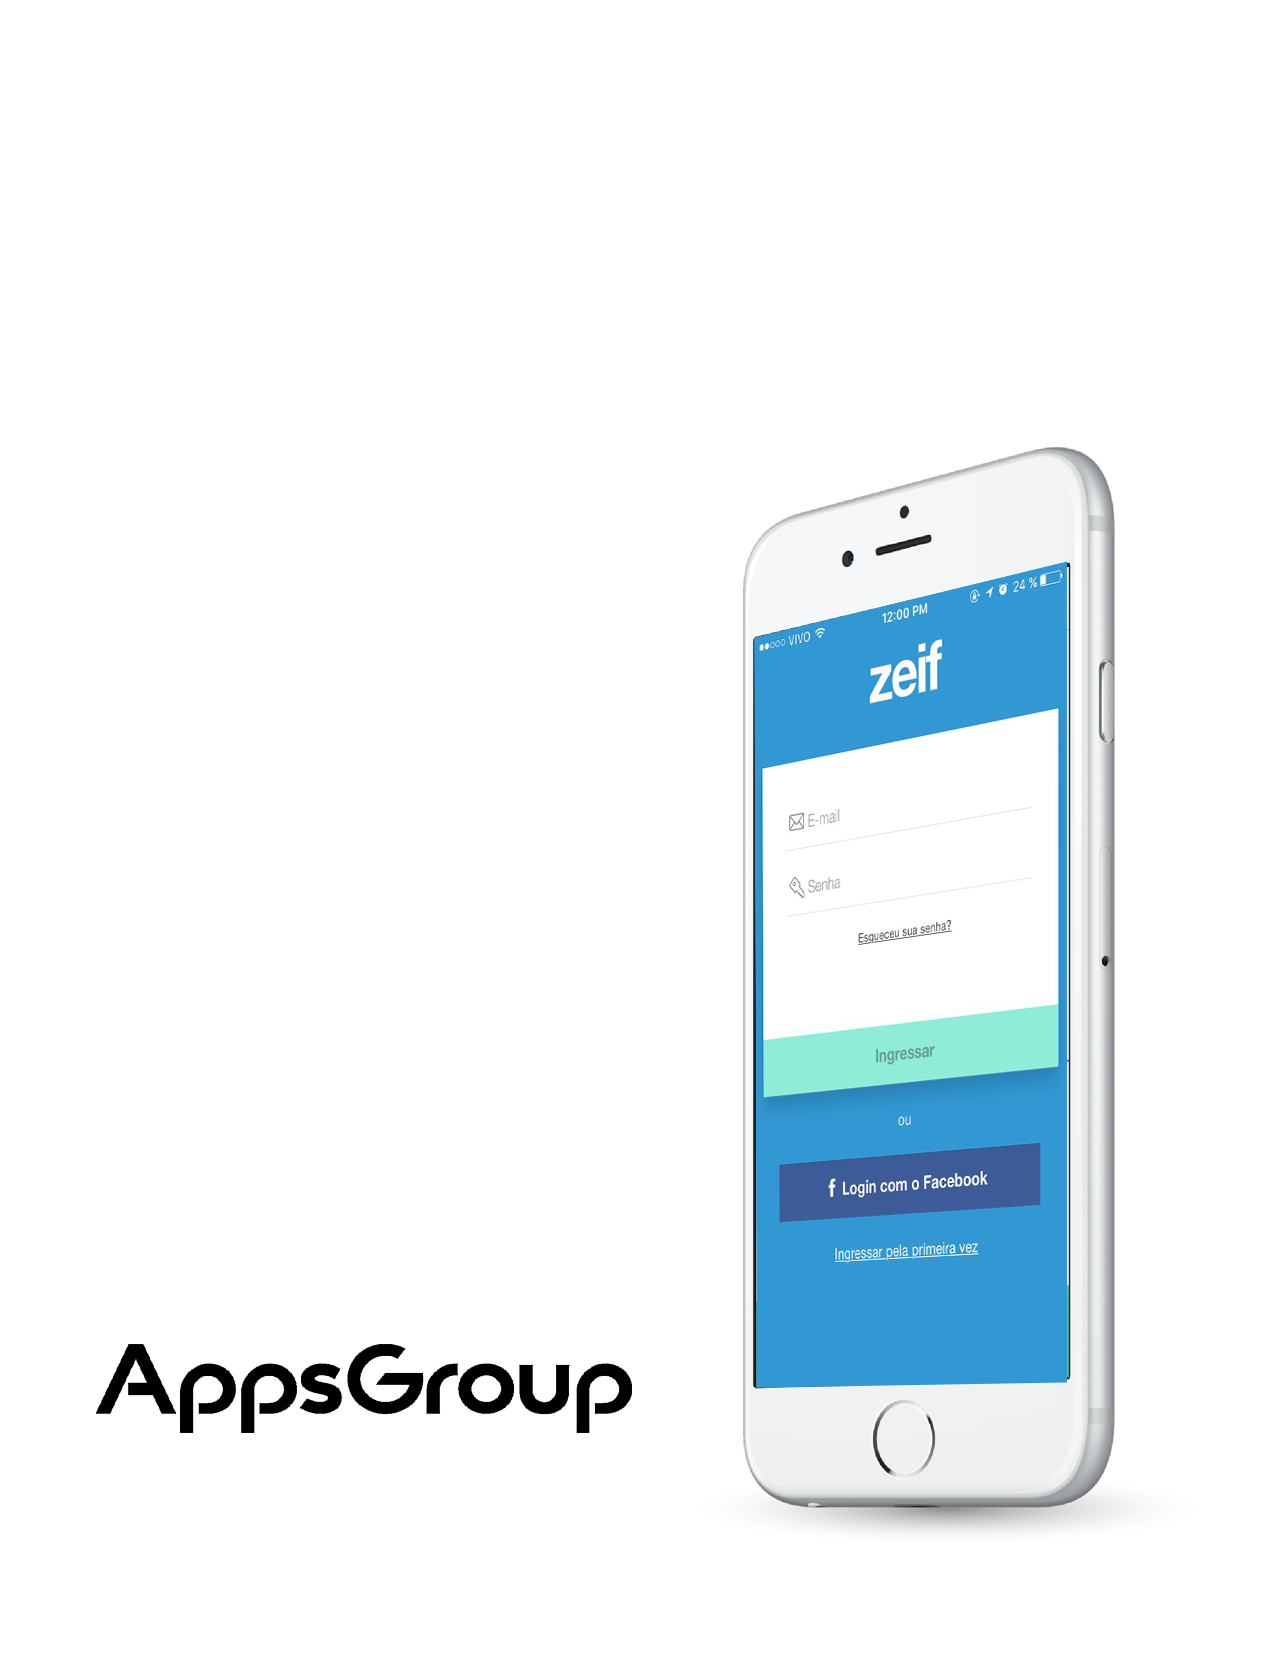 VIVO
12:00 PM
24 %
zeif
E-mail
Senha
Esqueceu sua senha?
Ingressar
ou
f Login com o Facebook
Ingressar pela primeira vez
AppsGroup